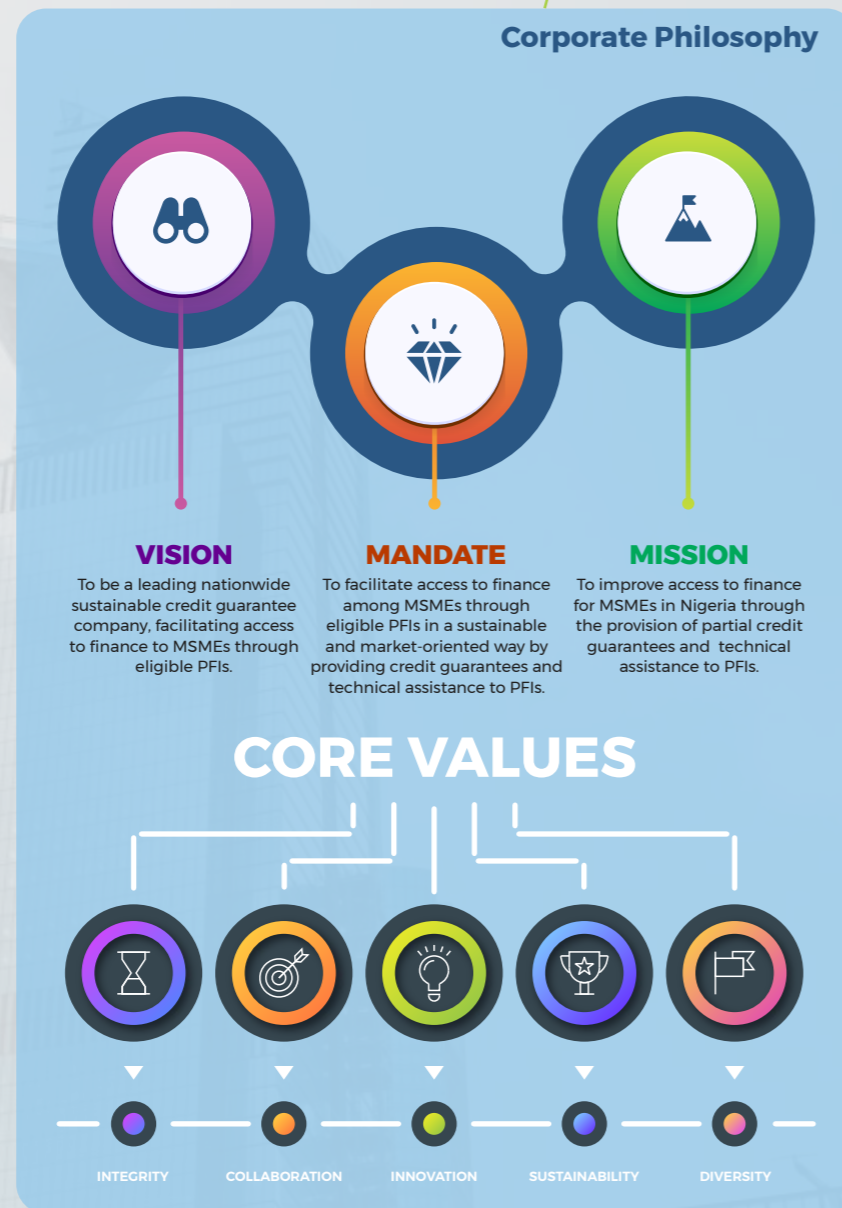 Corporate Philosophy
VISION
To be a leading nationwide
sustainable credit guarantee
company, facilitating access
to finance to MSMEs through
eligible PFIs.
MANDATE
To facilitate access to finance
among MSMEs through
eligible PFIs in a sustainable
and market-oriented way by
providing credit guarantees and
technical assistance to PFIs.
MISSION
To improve access to finance
for MSMEs in Nigeria through
the provision of partial credit
guarantees and technical
assistance to PFIs.
CORE VALUES
INTEGRITY
COLLABORATION
INNOVATION
SUSTAINABILITY
DIVERSITY